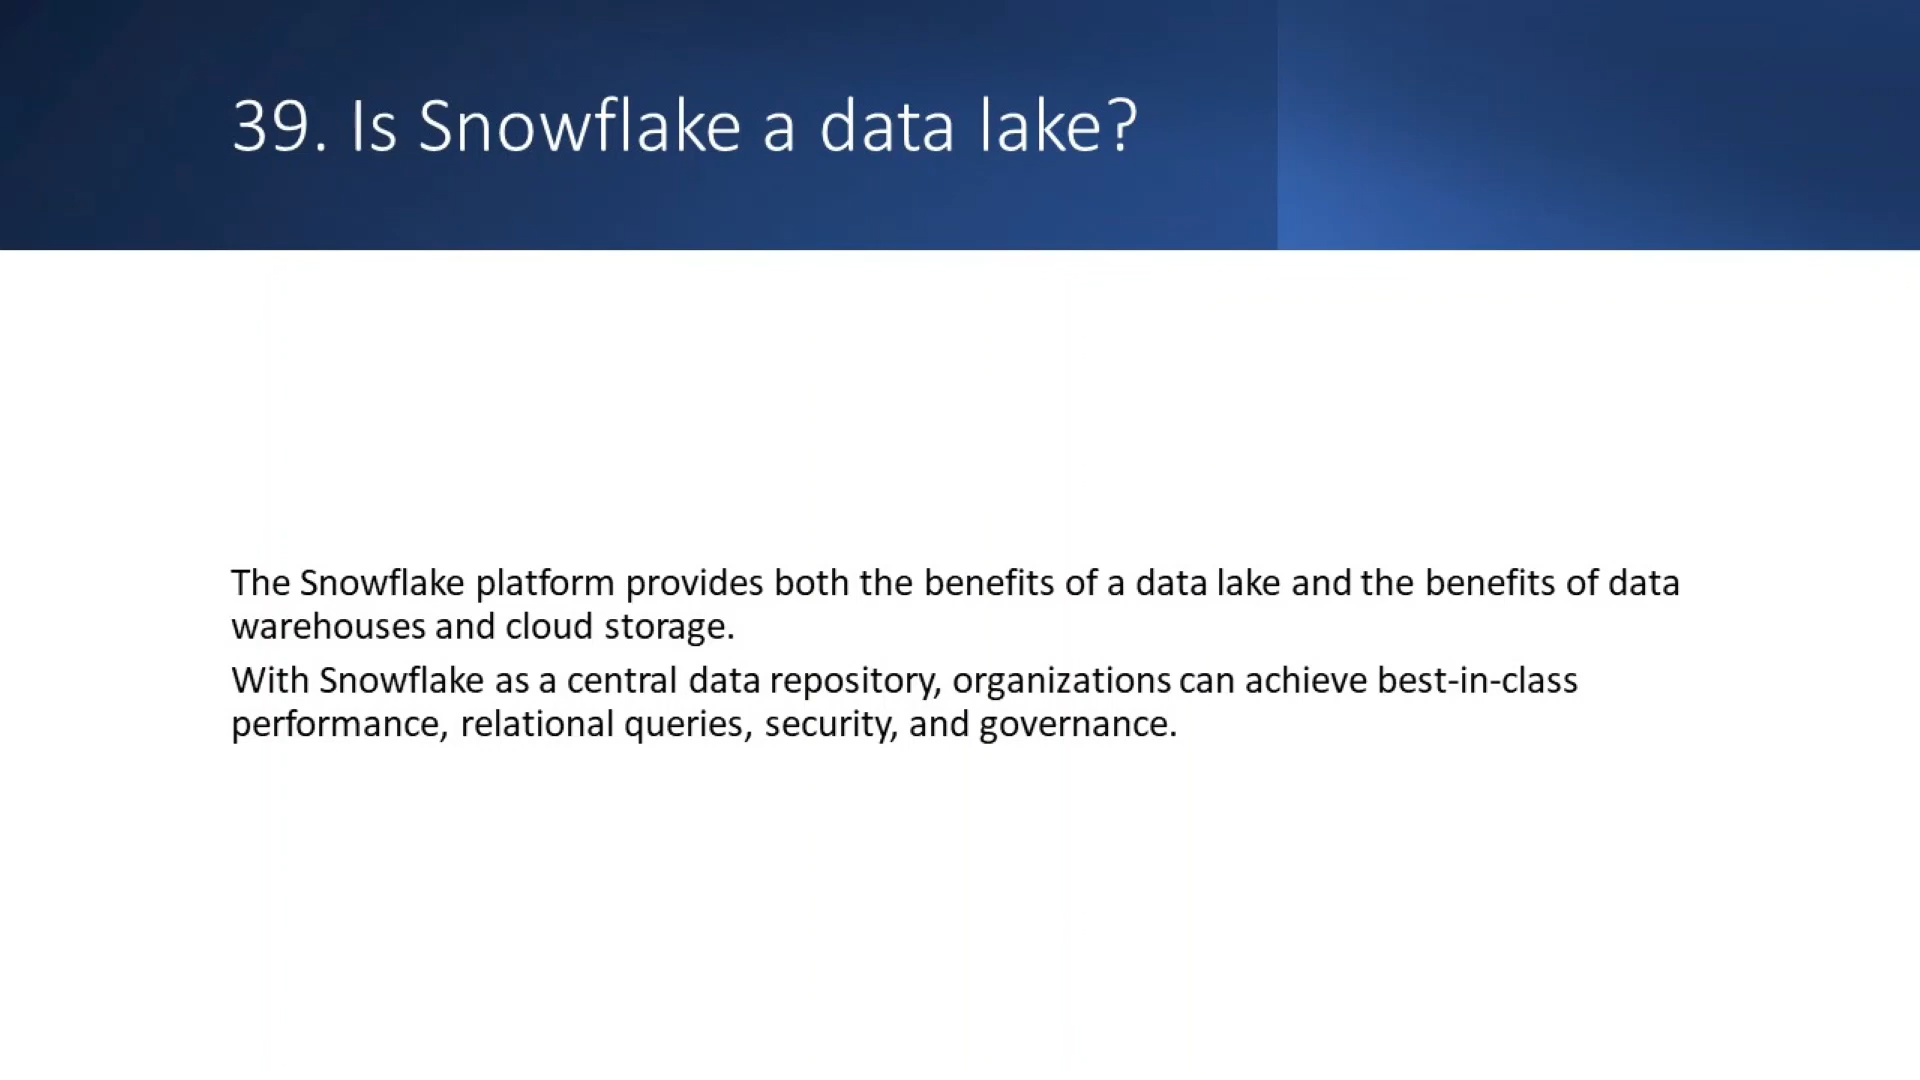 39. Is Snowflake a data lake?
The Snowflake platform provides both the benefits of a data lake and the benefits of data
warehouses and cloud storage.
With Snowflake as a central data repository, organizations can achieve best-in-class
performance, relational queries, security, and governance.